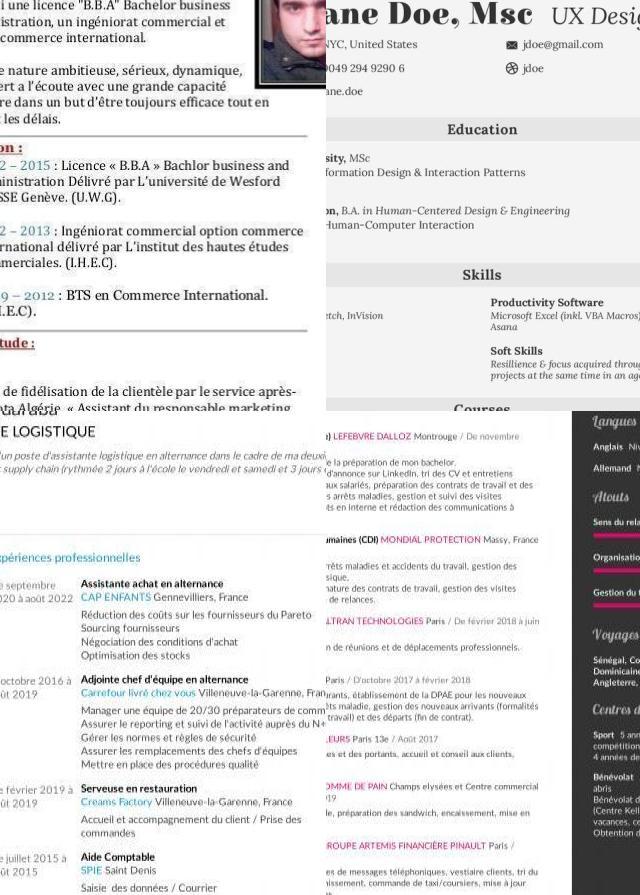 i une licence "B.B.A" Bachelor business
istration, un ingéniorat commercial et
commerce international.
e nature ambitieuse, sérieux, dynamique,
ert a l'écoute avec une grande capacité
re dans un but d'être toujours efficace tout en
les délais.
on :
2 – 2015 : Licence « B.B.A » Bachlor business and
ministration Délivré par L'université de Wesford
SSE Genève. (U.W.G).
2 – 2013 : Ingéniorat commercial option commerce
rnational délivré par L'institut des hautes études
merciales. (I.H.E.C).
9 – 2012 : BTS en Commerce International.
.E.C).
tude :
de fidélisation de la clientèle par le service après-
ta Algérie. « Assistant du responsable marketing
ane Doe, Msc UX Desig
NYC, United States
jdoe@gmail.com
0049 294 9290 6
jdoe
ane.doe
Education
sity, MSc
formation Design & Interaction Patterns
on, B.A. in Human-Centered Design & Engineering
Human-Computer Interaction
Skills
etch, InVision
Productivity Software
Microsoft Excel (inkl. VBA Macros)
Asana
Soft Skills
Resillience & focus acquired throug
projects at the same time in an age
Courses
E LOGISTIQUE
'un poste d'assistante logistique en alternance dans le cadre de ma deuxi
supply chain (rythmée 2 jours à l'école le vendredi et samedi et 3 jours
xpériences professionnelles
e septembre
020 à août 2022
Assistante achat en alternance
CAP ENFANTS Gennevilliers, France
Réduction des coûts sur les fournisseurs du Pareto
Sourcing fournisseurs
Négociation des conditions d'achat
Optimisation des stocks
octobre 2016 à
ût 2019
Adjointe chef d'équipe en alternance
Carrefour livré chez vous Villeneuve-la-Garenne, Fran
Manager une équipe de 20/30 préparateurs de comm
Assurer le reporting et suivi de l'activité auprès du N+
Gérer les normes et règles de sécurité
Assurer les remplacements des chefs d'équipes
Mettre en place des procédures qualité
e février 2019 à
ût 2019
Serveuse en restauration
Creams Factory Villeneuve-la-Garenne, France
Accueil et accompagnement du client / Prise des
commandes
e juillet 2015 à
ût 2015
Aide Comptable
SPIE Saint Denis
Saisie des données / Courrier
) LEFEBVRE DALLOZ Montrouge / De novembre
e la préparation de mon bachelor.
d'annonce sur LinkedIn, tri des CV et entretiens
aux salariés, préparation des contrats de travail et des
s arrêts maladies, gestion et suivi des visites
ts en interne et rédaction des communications à
umaines (CDI) MONDIAL PROTECTION Massy, France
rrêts maladies et accidents du travail, gestion des
sique.
nature des contrats de travail, gestion des visites
de relances.
LTRAN TECHNOLOGIES Paris / De février 2018 à juin
n de réunions et de déplacements professionnels.
Paris / D'octobre 2017 à février 2018
rants, établissement de la DPAE pour les nouveaux
ts maladie, gestion des nouveaux arrivants (formalités
travail) et des départs (fin de contrat).
LEURS Paris 13e / Août 2017
es et des portants, accueil et conseil aux clients,
OMME DE PAIN Champs elysées et Centre commercial
19
le, préparation des sandwich, encaissement, mise en
ROUPE ARTEMIS FINANCIÈRE PINAULT Paris /
es de messages téléphoniques, vestiaire clients, tri du
nissement, commande de taxi/coursiers, mise à jour
Langues
Anglais Niv
Allemand N
Atouts
Sens du rela
Organisatio
Gestion du t
Voyages
Sénégal, Co
Dominicaine
Angleterre,
Centres d
Sport 5 ann
compétition
4 années de
Bénévolat
abris
Bénévolat d
(Centre Kell
vacances, ce
Obtention d